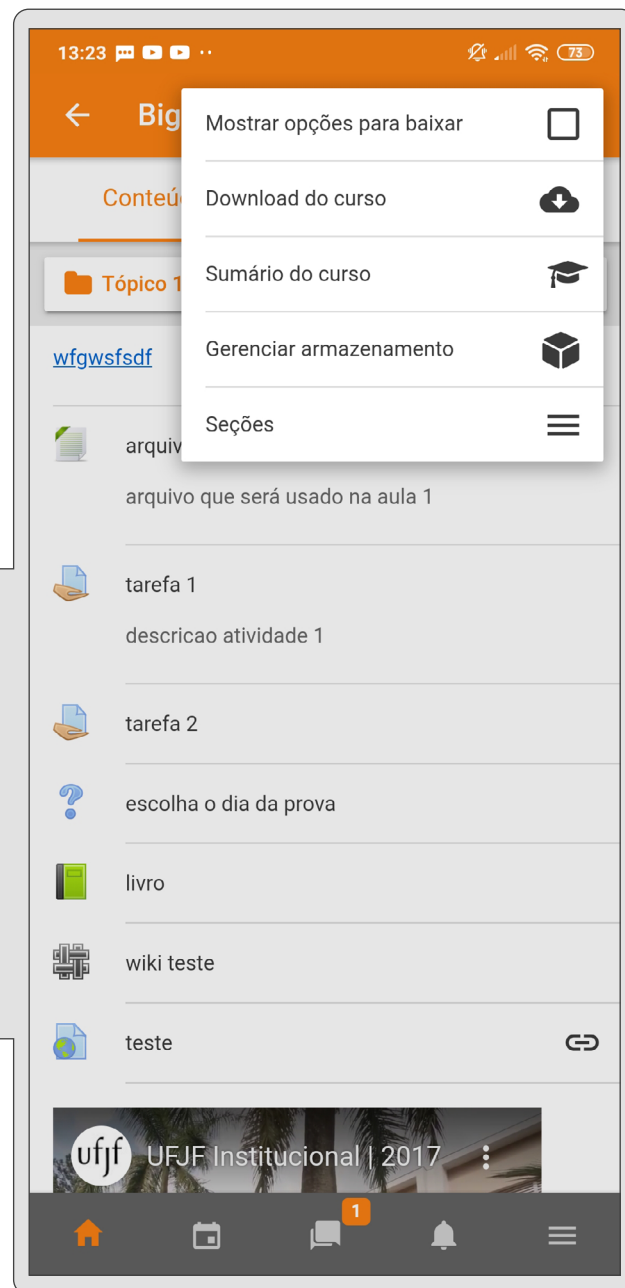 13:23
73
Big
Mostrar opções para baixar
Conteú
Download do curso
Tópico 1
Sumário do curso
wfgwsfsdf
Gerenciar armazenamento
Seções
arquiv
arquivo que será usado na aula 1
tarefa 1
descricao atividade 1
tarefa 2
escolha o dia da prova
livro
wiki teste
teste
ufjf UFJF Institucional | 2017
1